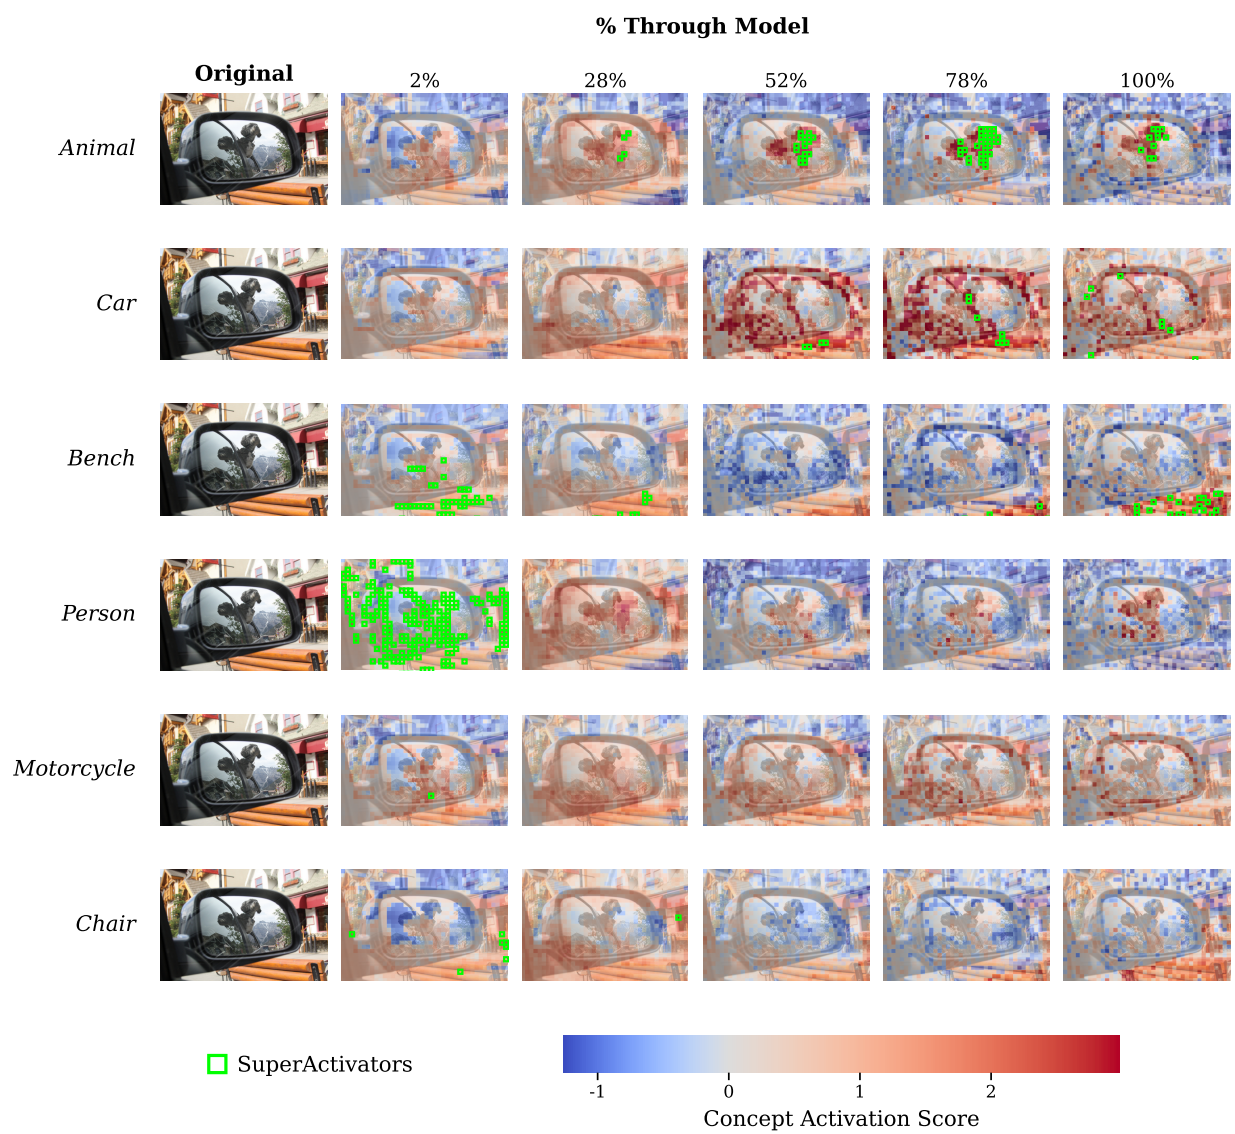 % Through Model
Original 2% 28% 52% 78% 100%
Animal
Car
Bench
Person
Motorcycle
Chair
SuperActivators
-1 0 1 2
Concept Activation Score